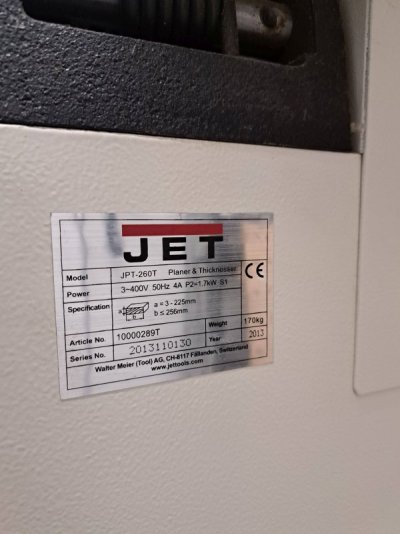 JET
Model JPT-260T Planer & Thicknesser CE
Power 3~400V 50Hz 4A P2=1.7kW S1
Specification a = 3 - 225mm
b ≤ 256mm
Article No. 10000289T Weight 170kg
Series No. 2013110130 Year 2013
Walter Meier (Tool) AG, CH-8117 Fällanden, Switzerland
www.jettools.com